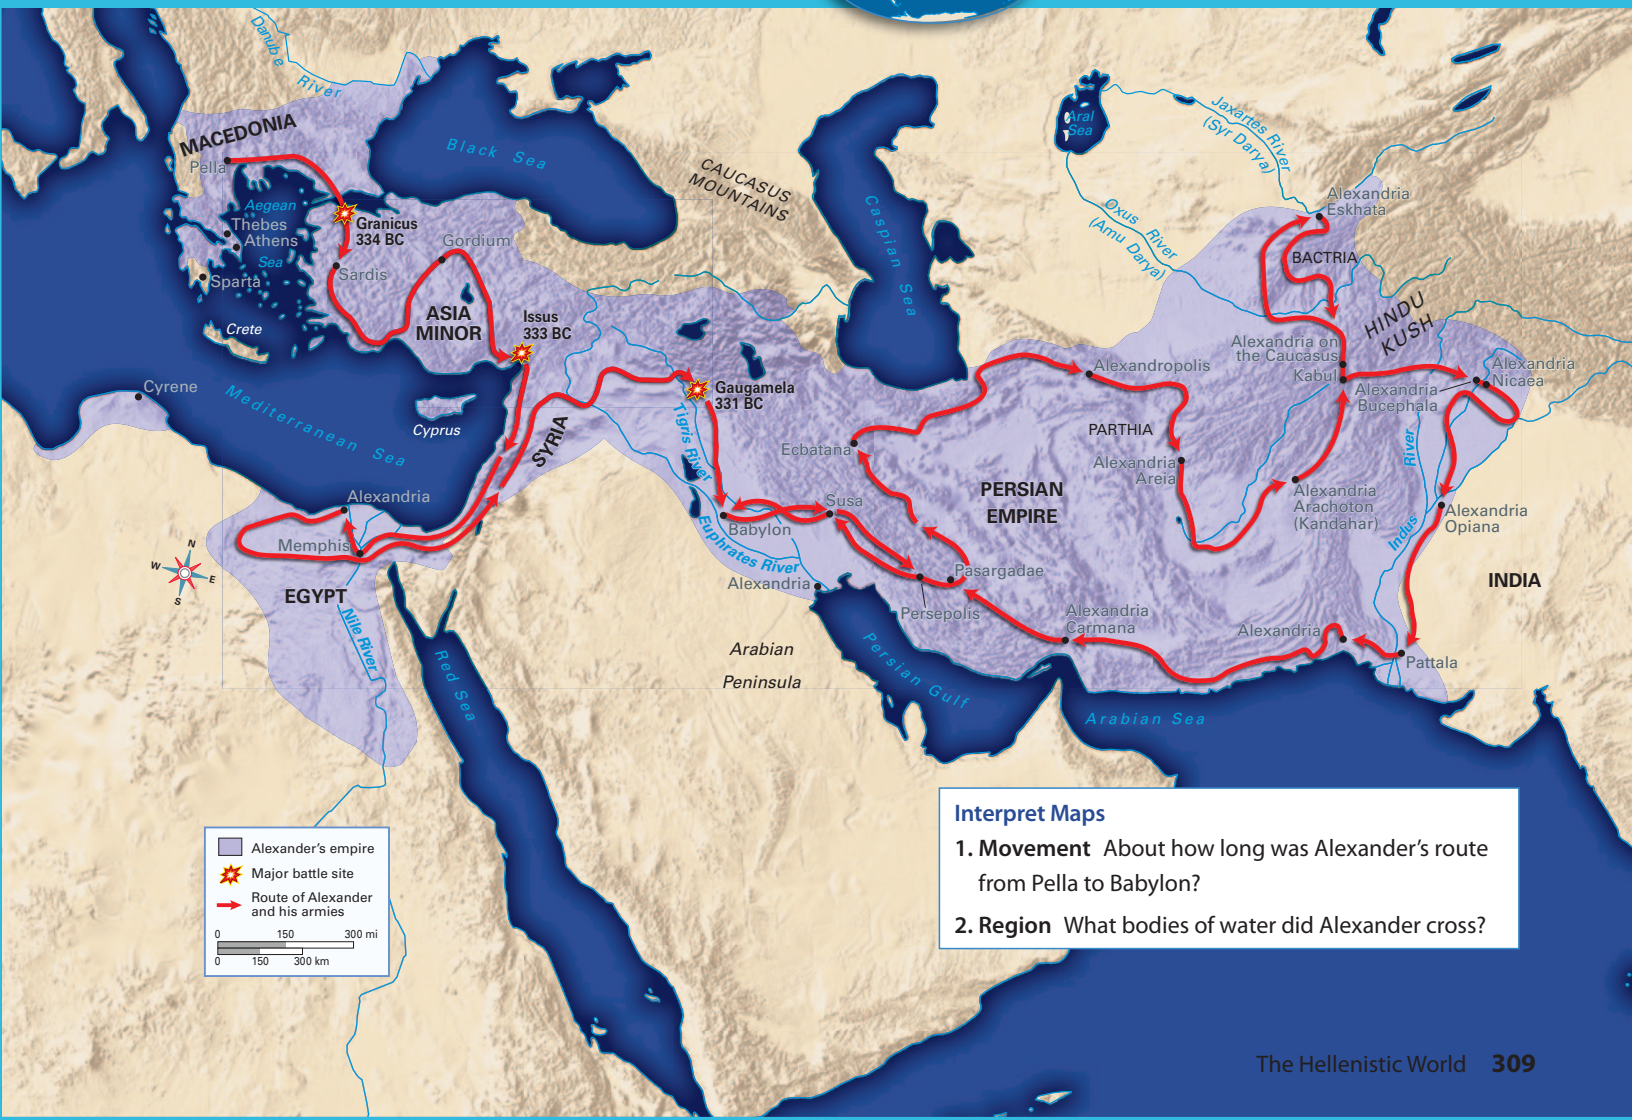 Danube
River
MACEDONIA
Pella
Aegean
Sea
Thebes
Athens
Sparta
Crete
Granicus
334 BC
Sardis
Gordium
ASIA
MINOR
Issus
333 BC
Black Sea
CAUCASUS
MOUNTAINS
Caspian Sea
Aral
Sea
Jaxartes River
(Syr Darya)
Oxus River
(Amu Darya)
Alexandria
Eskhata
BACTRIA
HINDU
KUSH
Alexandria on
the Caucasus
Kabul
Alexandria
Nicaea
Alexandria
Bucephala
Cyrene
Mediterranean Sea
Cyprus
SYRIA
Gaugamela
331 BC
Tigris River
Ecbatana
Alexandropolis
PARTHIA
Alexandria
Areia
PERSIAN
EMPIRE
Alexandria
Arachoton
(Kandahar)
Indus River
Alexandria
Opiana
INDIA
Alexandria
Memphis
EGYPT
Nile River
Red Sea
Babylon
Susa
Euphrates River
Alexandria
Pasargadae
Persepolis
Alexandria
Carmana
Alexandria
Pattala
Arabian
Peninsula
Persian Gulf
Arabian Sea
N
W
E
S
Alexander's empire
Major battle site
Route of Alexander
and his armies
0 150 300 mi
0 150 300 km
Interpret Maps
1. Movement About how long was Alexander's route
from Pella to Babylon?
2. Region What bodies of water did Alexander cross?
The Hellenistic World 309